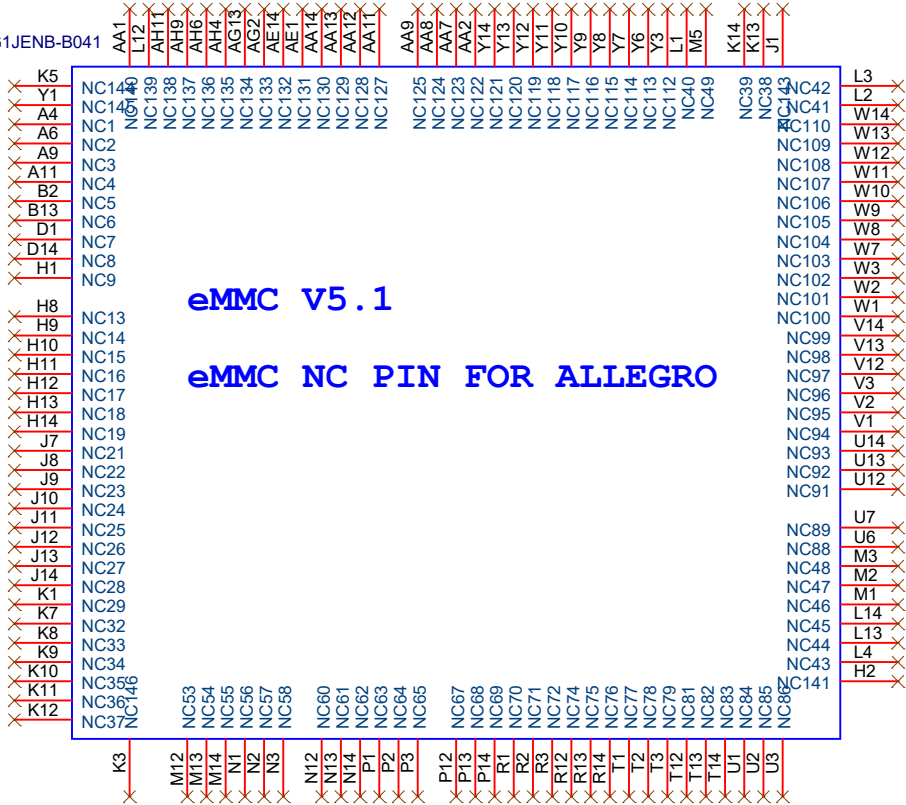 G1JENB-B041
AA1 L12 AH11 AH9 AH6 AH4 AG13 AG2 AE14 AE1 AA14 AA13 AA12 AA11 AA9 AA8 AA7 AA2 Y14 Y13 Y12 Y11 Y10 Y9 Y8 Y7 Y6 Y3 L1 M5 K14 K13 J1
NC140 NC139 NC138 NC137 NC136 NC135 NC134 NC133 NC132 NC131 NC130 NC129 NC128 NC127 NC125 NC124 NC123 NC122 NC121 NC120 NC119 NC118 NC117 NC116 NC115 NC114 NC113 NC112 NC40 NC49 NC39 NC38 NC143
K5 NC144
Y1 NC145
A4 NC1
A6 NC2
A9 NC3
A11 NC4
B2 NC5
B13 NC6
D1 NC7
D14 NC8
H1 NC9
H8 NC13
H9 NC14
H10 NC15
H11 NC16
H12 NC17
H13 NC18
H14 NC19
J7 NC21
J8 NC22
J9 NC23
J10 NC24
J11 NC25
J12 NC26
J13 NC27
J14 NC28
K1 NC29
K7 NC32
K8 NC33
K9 NC34
K10 NC35
K11 NC36
K12 NC37
eMMC V5.1
eMMC NC PIN FOR ALLEGRO
NC42 L3
NC41 L2
NC110 W14
NC109 W13
NC108 W12
NC107 W11
NC106 W10
NC105 W9
NC104 W8
NC103 W7
NC102 W3
NC101 W2
NC100 W1
NC99 V14
NC98 V13
NC97 V12
NC96 V3
NC95 V2
NC94 V1
NC93 U14
NC92 U13
NC91 U12
NC89 U7
NC88 U6
NC48 M3
NC47 M2
NC46 M1
NC45 L14
NC44 L13
NC43 L4
NC141 H2
NC146 NC53 NC54 NC55 NC56 NC57 NC58 NC60 NC61 NC62 NC63 NC64 NC65 NC67 NC68 NC69 NC70 NC71 NC72 NC74 NC75 NC76 NC77 NC78 NC79 NC81 NC82 NC83 NC84 NC85 NC86
K3 M12 M13 M14 N1 N2 N3 N12 N13 N14 P1 P2 P3 P12 P13 P14 R1 R2 R3 R12 R13 R14 T1 T2 T3 T12 T13 T14 U1 U2 U3